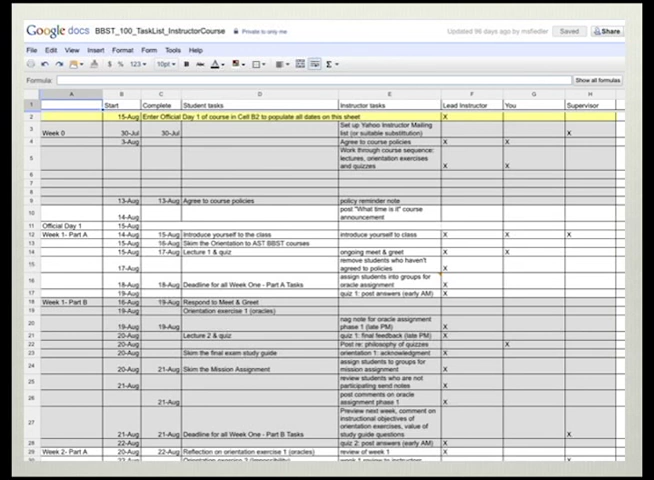 Google docs BBST_100_TaskList_InstructorCourse Private to only me Updated 96 days ago by mafiedler Saved Share
File Edit View Insert Format Form Tools Help
$ % 123 10pt B Abc A Σ
Formula: Show all formulas
A B C D E F G H
1 Start Complete Student tasks Instructor tasks Lead Instructor You Supervisor
2 15-Aug Enter Official Day 1 of course in Cell B2 to populate all dates on this sheet X
Set up Yahoo Instructor Mailing
3 Week 0 30-Jul 30-Jul list (or suitable substitution) X
4 3-Aug Agree to course policies X X
Work through course sequence:
lectures, orientation exercises
5 and quizzes X X
6
7
8
9 13-Aug 13-Aug Agree to course policies policy reminder note X
10 post "What time is it" course
14-Aug announcement
11 Official Day 1 15-Aug
12 Week 1- Part A 14-Aug 15-Aug Introduce yourself to the class introduce yourself to class X X X
13 15-Aug 16-Aug Skim the Orientation to AST BBST courses
14 15-Aug 17-Aug Lecture 1 & quiz ongoing meet & greet X X
15 remove students who haven't
17-Aug agreed to policies X
16 assign students into groups for
18-Aug 18-Aug Deadline for all Week One - Part A Tasks oracle assignment X
17 19-Aug quiz 1: post answers (early AM) X
18 Week 1- Part B 16-Aug 19-Aug Respond to Meet & Greet
19 19-Aug Orientation exercise 1 (oracles)
20 nag note for oracle assignment
19-Aug 19-Aug phase 1 (late PM) X
21 20-Aug Lecture 2 & quiz quiz 1: final feedback (late PM) X
22 20-Aug Post re: philosophy of quizzes X
23 20-Aug Skim the final exam study guide orientation 1: acknowledgment X
24 assign students to groups for
20-Aug 21-Aug Skim the Mission Assignment mission assignment X
25 review students who are not
21-Aug participating send notes X
26 post comments on oracle
21-Aug assignment phase 1 X
Preview next week, comment on
27 instructional objectives of
orientation exercises, value of
21-Aug 21-Aug Deadline for all Week One - Part B Tasks study guide questions X
28 22-Aug quiz 2: post answers (early AM) X
29 Week 2- Part A 20-Aug 22-Aug Reflection on orientation exercise 1 (oracles) review of week 1 X